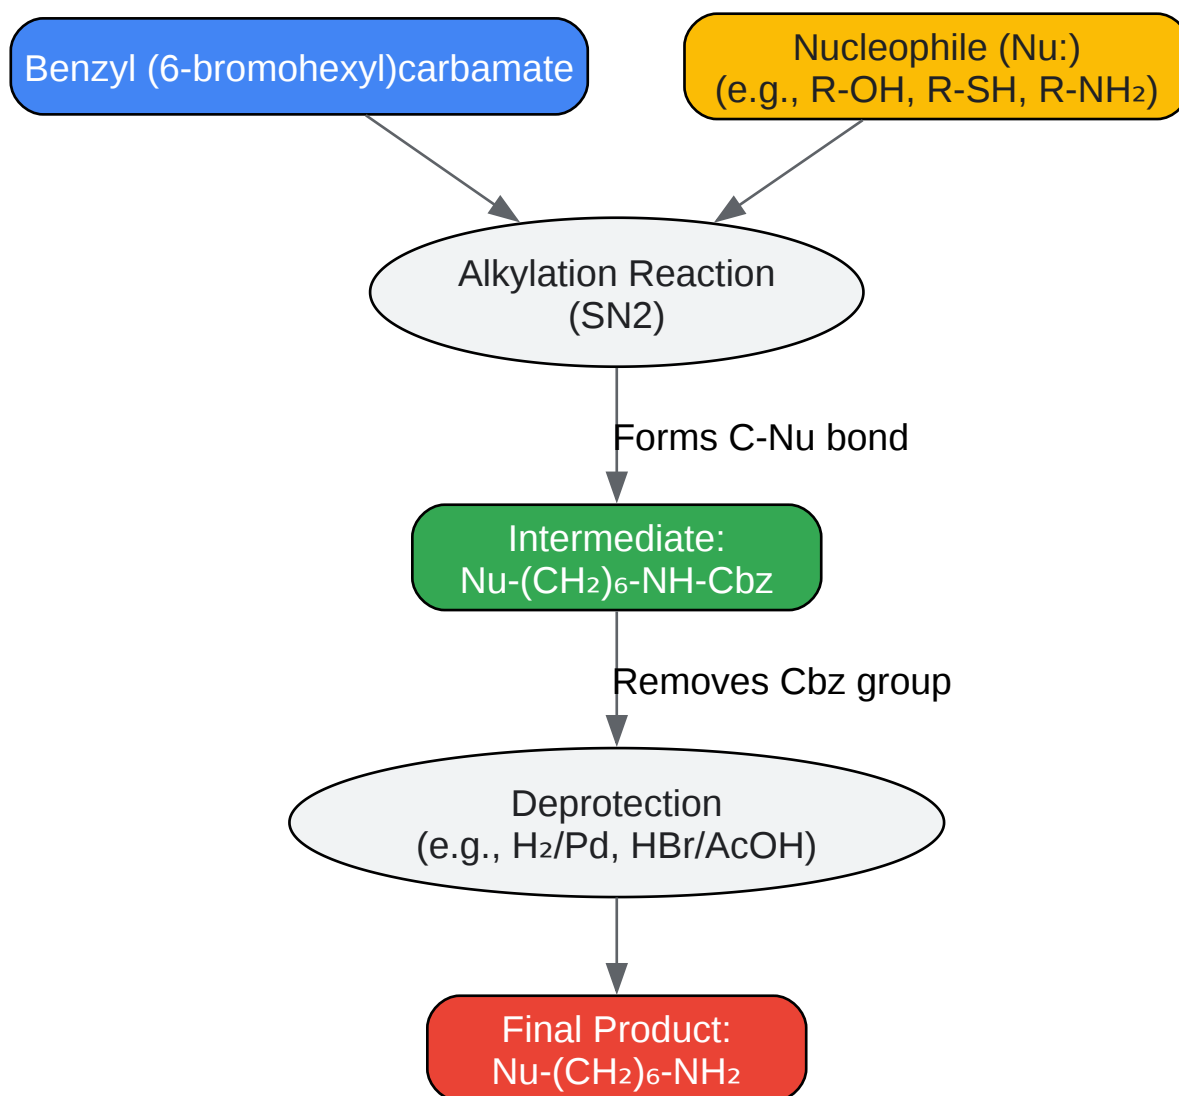 Benzyl (6-bromohexyl)carbamate
Nucleophile (Nu:)
(e.g., R-OH, R-SH, R-NH₂)
Alkylation Reaction
(SN2)
Forms C-Nu bond
Intermediate:
Nu-(CH₂)₆-NH-Cbz
Removes Cbz group
Deprotection
(e.g., H₂/Pd, HBr/AcOH)
Final Product:
Nu-(CH₂)₆-NH₂